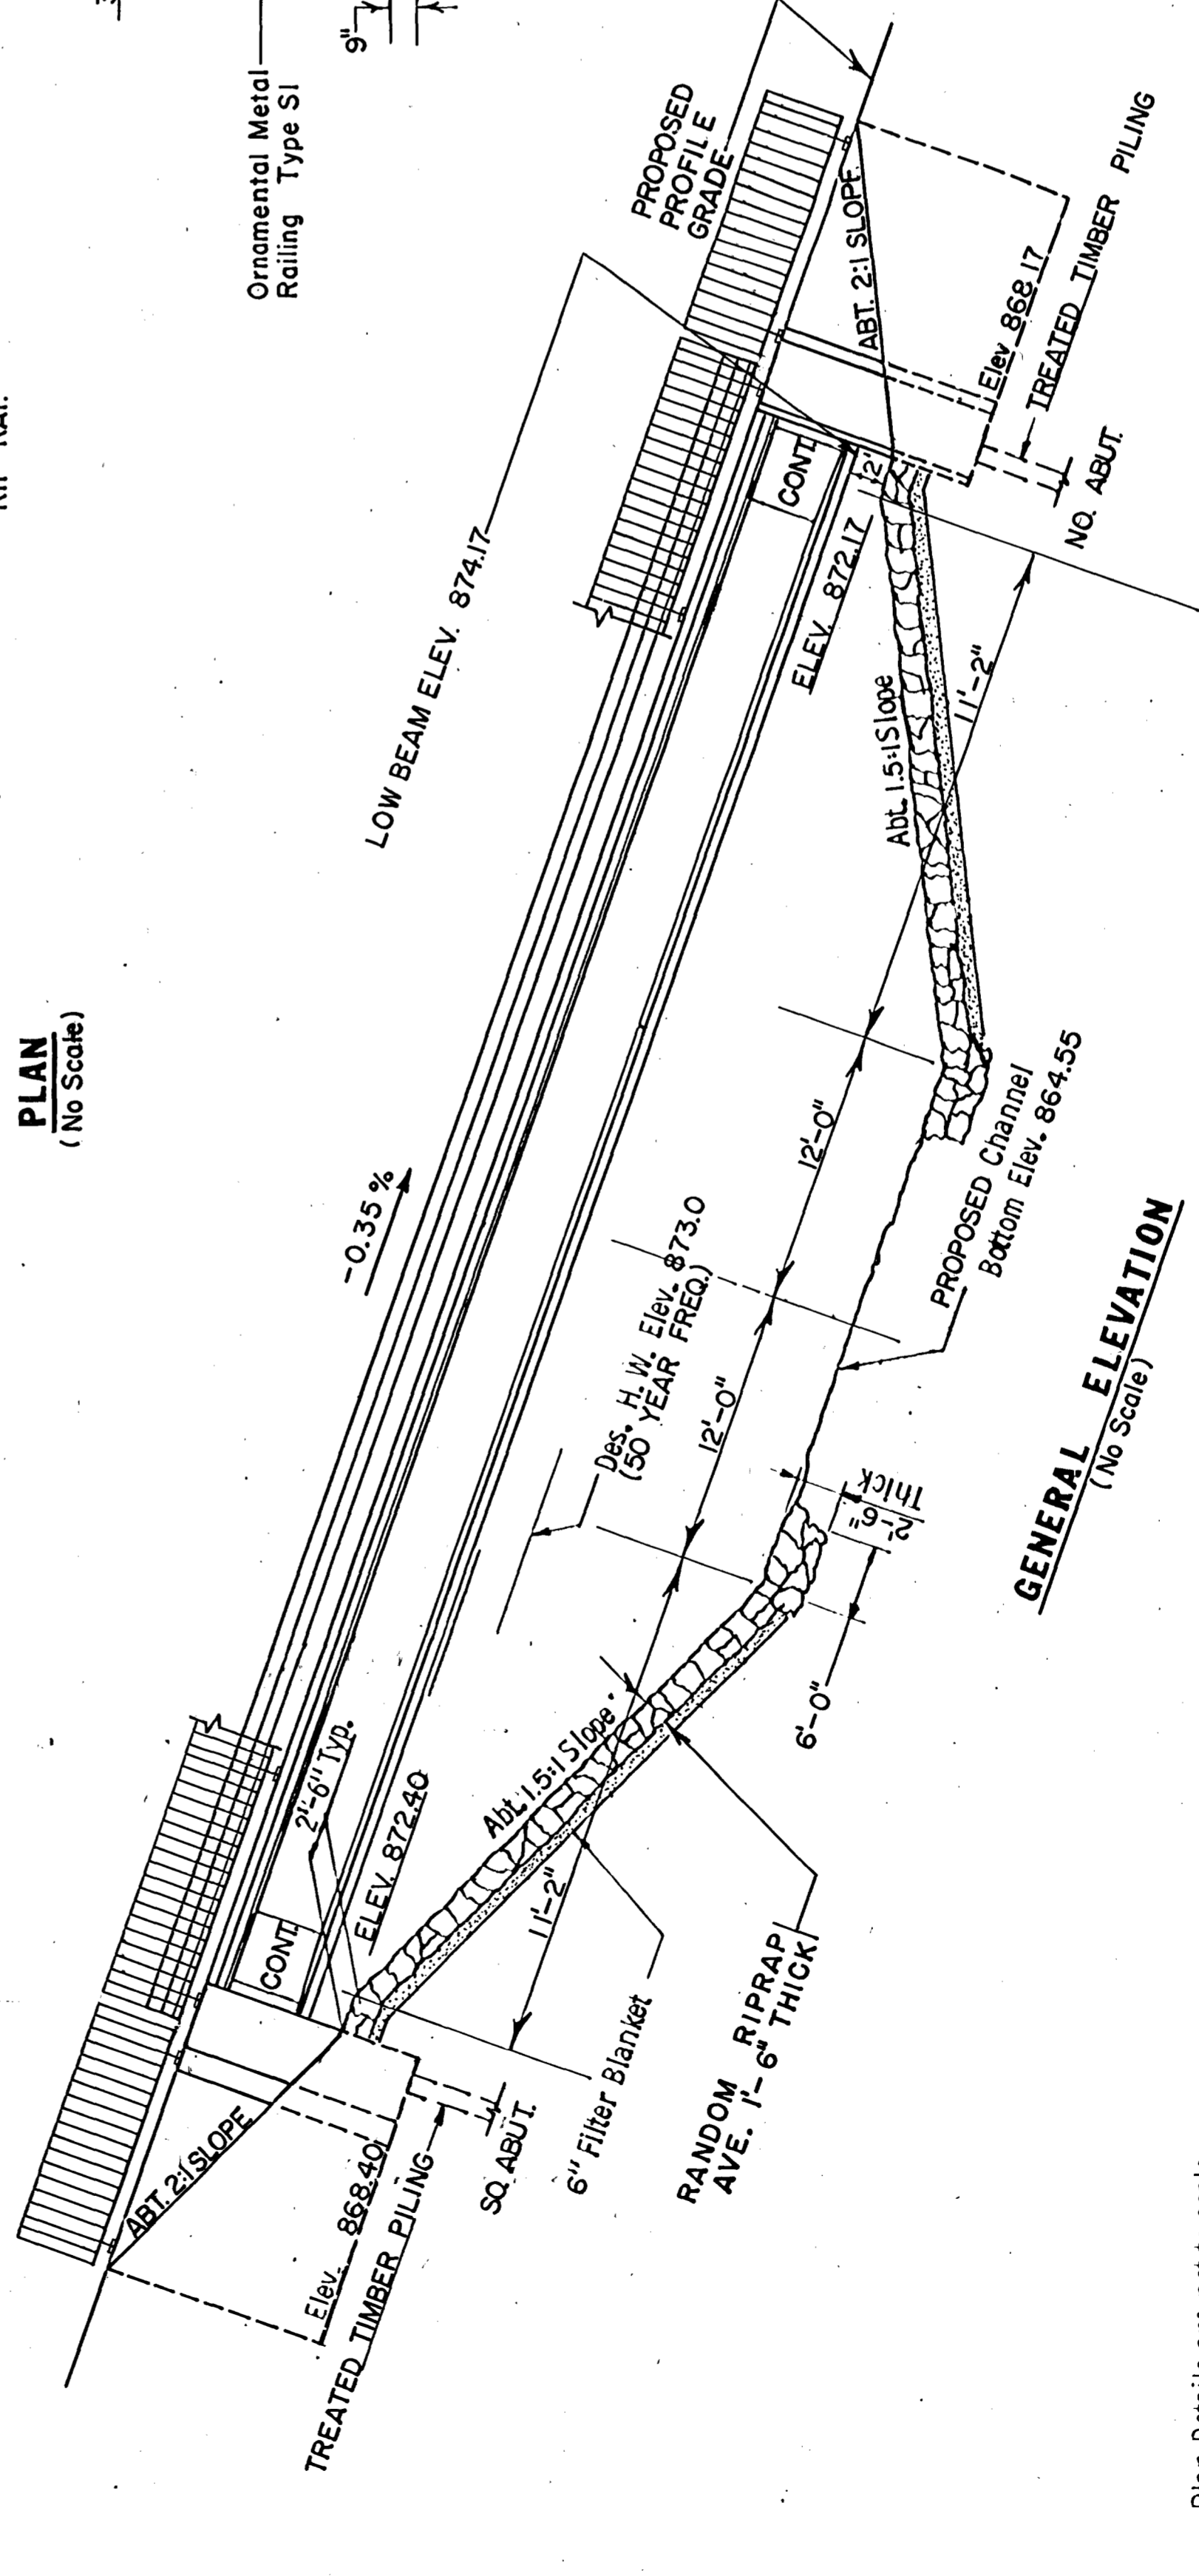 PLAN
(No Scale)
Ornamental Metal
Railing Type S1
9"
PROPOSED
PROFILE
GRADE
LOW BEAM ELEV. 874.17
-0.35 %
ABT. 2:1 SLOPE
CONT.
2'-6" Typ.
ELEV. 872.40
Elev. 868.40
TREATED TIMBER PILING
SO. ABUT.
Abt. 1.5:1 Slope
11'-2"
6" Filter Blanket
RANDOM RIPRAP
AVE. 1'-6" THICK
6'-0"
2'-6"
Thick
Des. H. W. Elev. 873.0
(50 YEAR FREQ.)
12'-0"
12'-0"
PROPOSED Channel
Bottom Elev. 864.55
11'-2"
Abt. 1.5:1 Slope
ELEV. 872.17
CONT.
2'
ABT. 2:1 SLOPE
Elev 868.17
TREATED TIMBER PILING
NO. ABUT.
GENERAL ELEVATION
(No Scale)